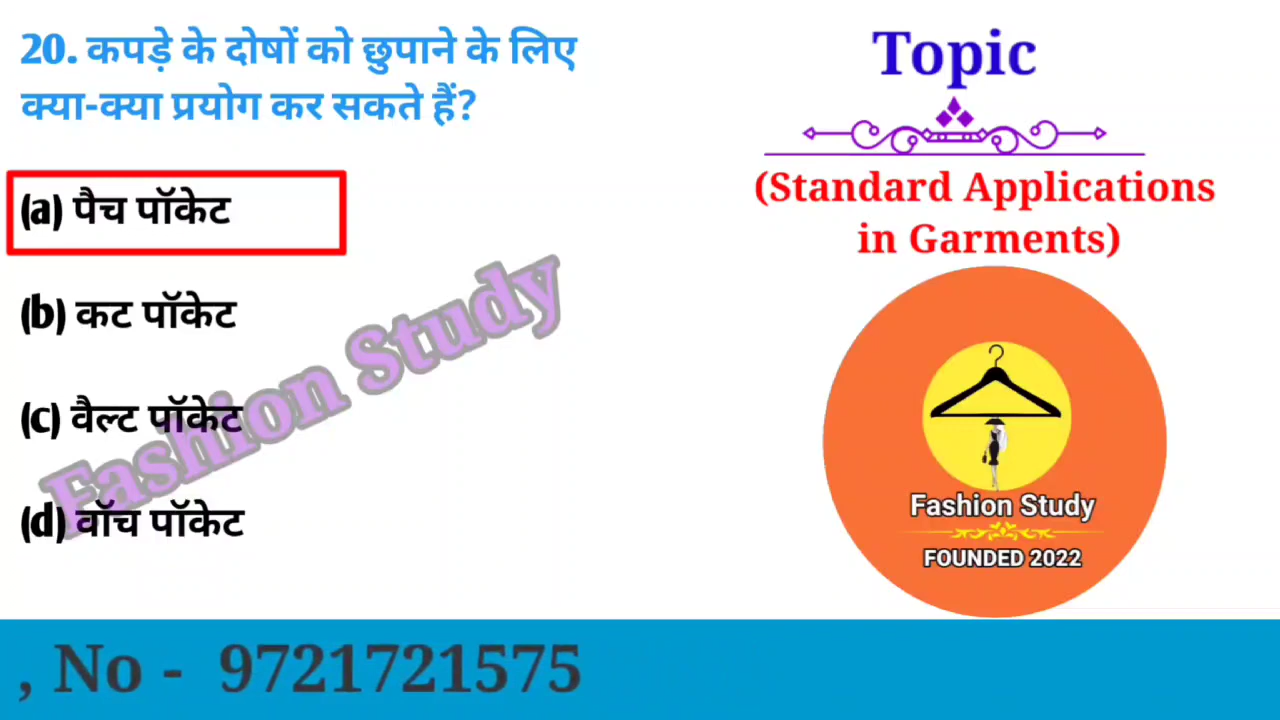 20. कपड़े के दोषों को छुपाने के लिए
क्या-क्या प्रयोग कर सकते हैं?
(a) पैच पॉकेट
(b) कट पॉकेट
(c) वैल्ट पॉकेट
(d) वॉच पॉकेट
Fashion Study
Topic
(Standard Applications
in Garments)
Fashion Study
FOUNDED 2022
, No - 9721721575